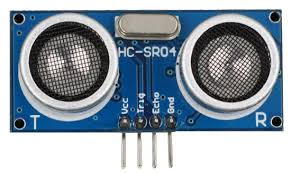 HC-SR04
Vcc
Trig
Echo
Gnd
T
R